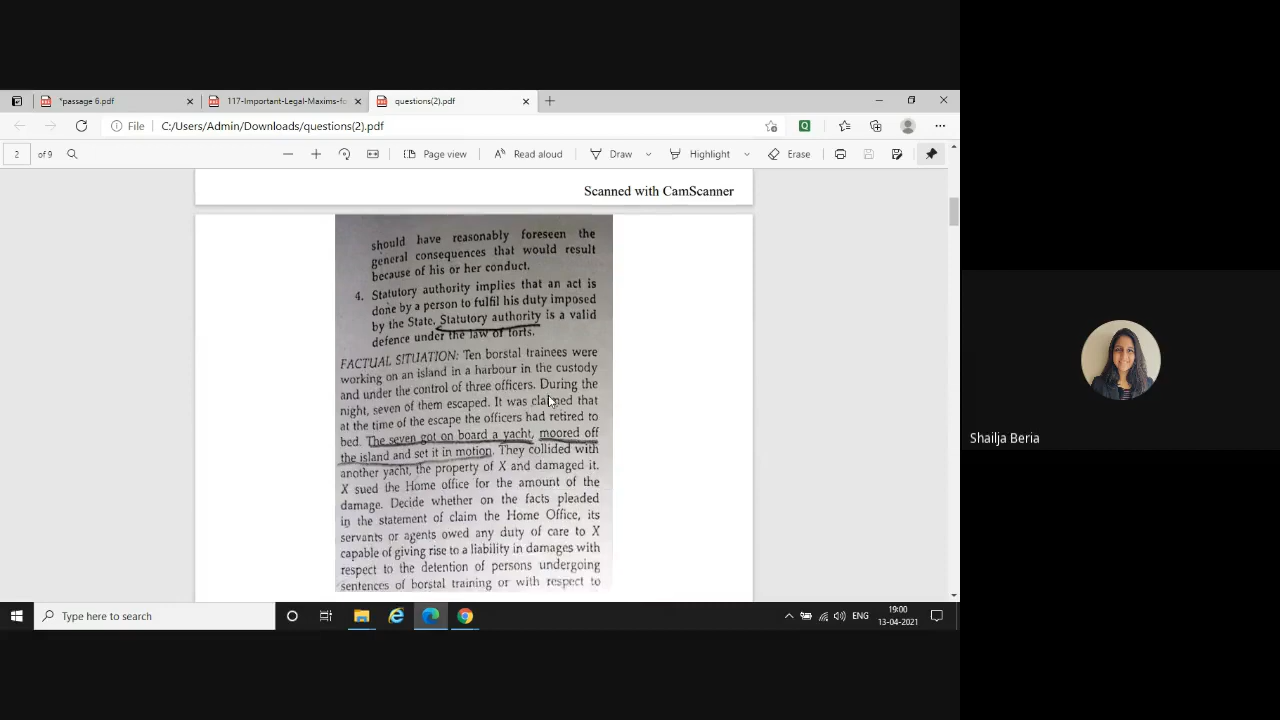 *passage 6.pdf
117-Important-Legal-Maxims-fo
questions(2).pdf
File
C:/Users/Admin/Downloads/questions(2).pdf
2
of 9
Page view
Read aloud
Draw
Highlight
Erase
Scanned with CamScanner
should have reasonably foreseen the
general consequences that would result
because of his or her conduct.
4. Statutory authority implies that an act is
done by a person to fulfil his duty imposed
by the State. Statutory authority is a valid
defence under the law of torts.
FACTUAL SITUATION: Ten borstal trainees were
working on an island in a harbour in the custody
and under the control of three officers. During the
night, seven of them escaped. It was claimed that
at the time of the escape the officers had retired to
bed. The seven got on board a yacht, moored off
the island and set it in motion. They collided with
another yacht, the property of X and damaged it.
X sued the Home office for the amount of the
damage. Decide whether on the facts pleaded
in the statement of claim the Home Office, its
servants or agents owed any duty of care to X
capable of giving rise to a liability in damages with
respect to the detention of persons undergoing
sentences of borstal training or with respect to
Shailja Beria
Type here to search
ENG
19:00
13-04-2021